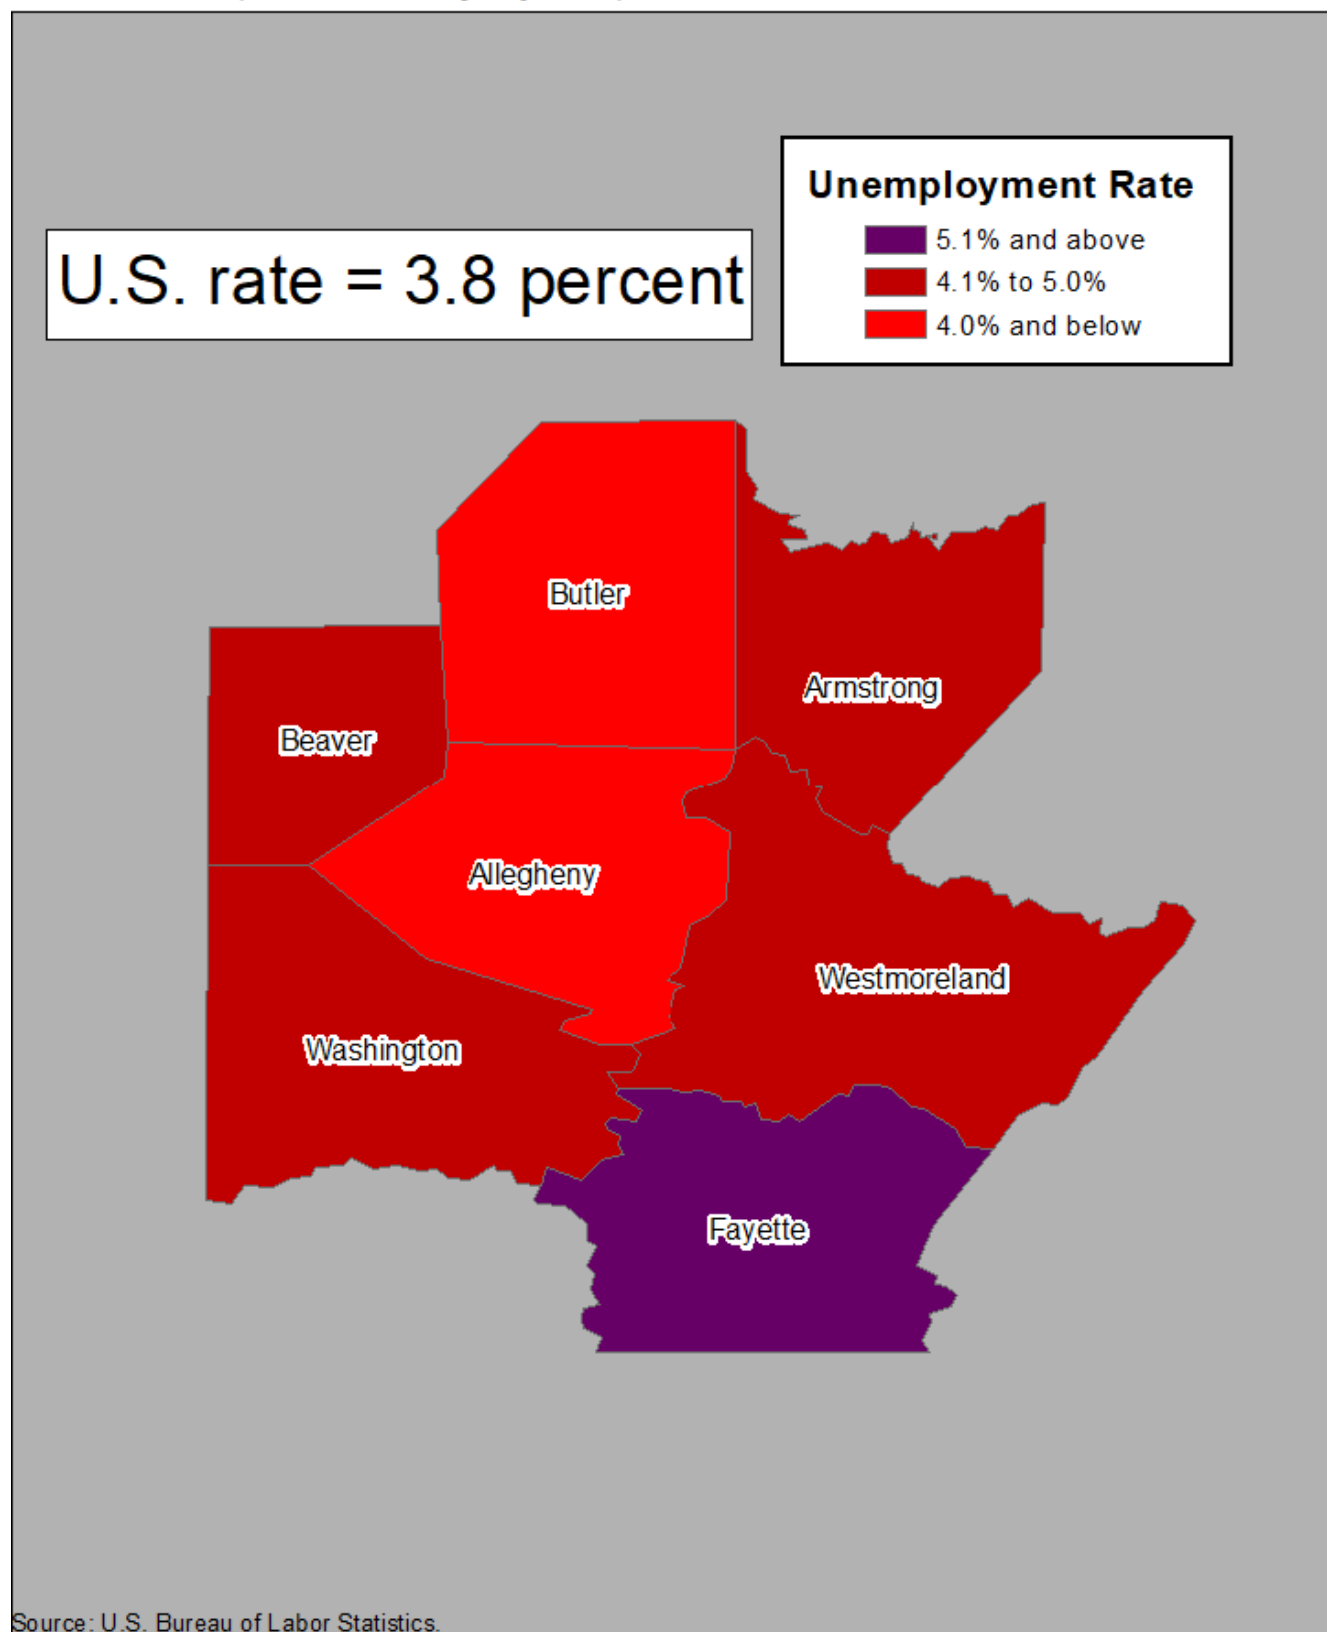 Unemployment Rate
5.1% and above
4.1% to 5.0%
4.0% and below
U.S. rate = 3.8 percent
Butler
Armstrong
Beaver
Allegheny
Westmoreland
Washington
Fayette
Source: U.S. Bureau of Labor Statistics.